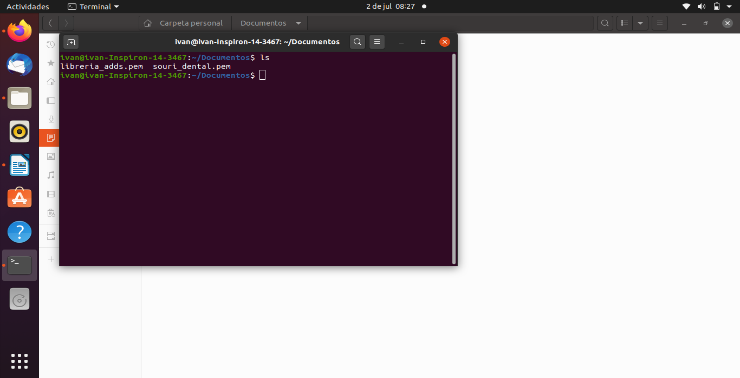 Actividades Terminal 2 de jul 08:27
Carpeta personal Documentos
ivan@ivan-Inspiron-14-3467: ~/Documentos
ivan@ivan-Inspiron-14-3467:~/Documentos$ ls
libreria_adds.pem souri_dental.pem
ivan@ivan-Inspiron-14-3467:~/Documentos$